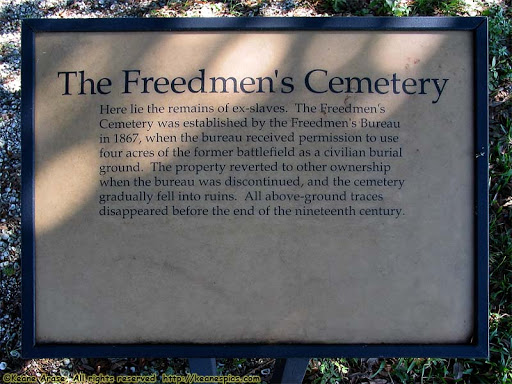 The Freedmen's Cemetery
Here lie the remains of ex-slaves. The Freedmen's
Cemetery was established by the Freedmen's Bureau
in 1867, when the bureau received permission to use
four acres of the former battlefield as a civilian burial
ground. The property reverted to other ownership
when the bureau was discontinued, and the cemetery
gradually fell into ruins. All above-ground traces
disappeared before the end of the nineteenth century.
©Keane Arase All rights reserved http://keanespics.com